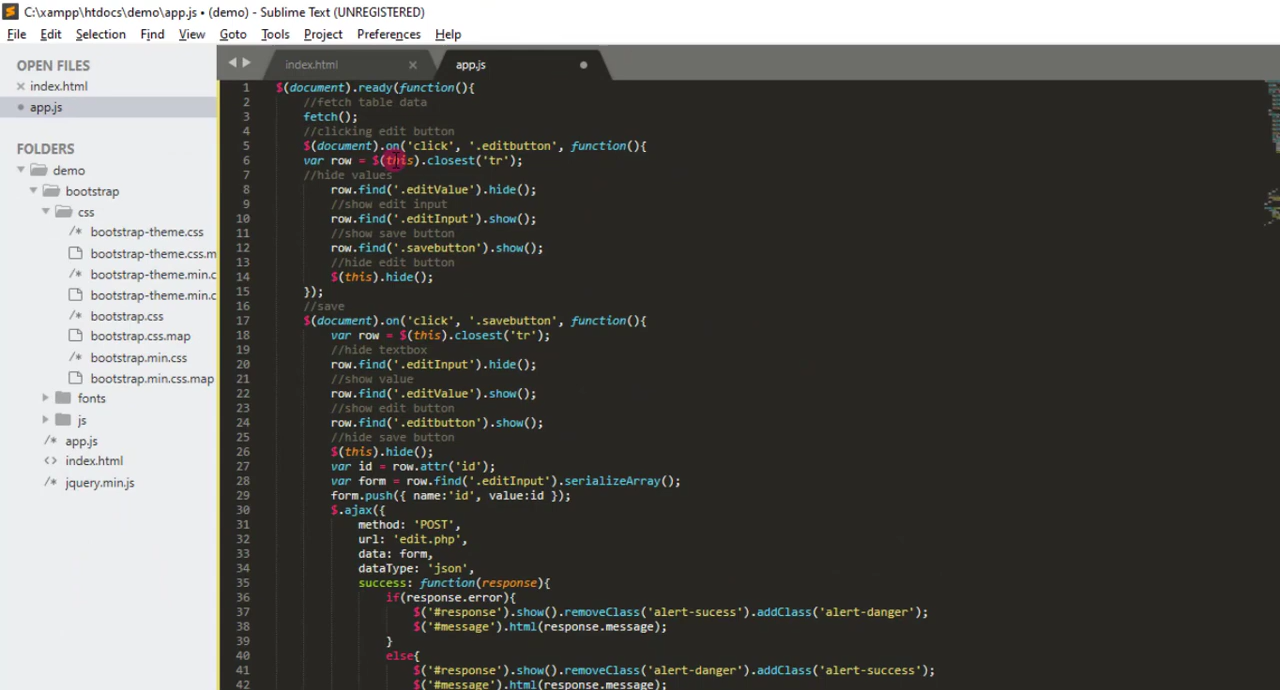 C:\xampp\htdocs\demo\app.js • (demo) - Sublime Text (UNREGISTERED)
File Edit Selection Find View Goto Tools Project Preferences Help
OPEN FILES
index.html
app.js
FOLDERS
demo
bootstrap
css
/* bootstrap-theme.css
bootstrap-theme.css.m
/* bootstrap-theme.min.c
bootstrap-theme.min.c
/* bootstrap.css
bootstrap.css.map
/* bootstrap.min.css
bootstrap.min.css.map
fonts
js
/* app.js
<> index.html
/* jquery.min.js
index.html app.js
1 $(document).ready(function(){
2 //fetch table data
3 fetch();
4 //clicking edit button
5 $(document).on('click', '.editbutton', function(){
6 var row = $(this).closest('tr');
7 //hide values
8 row.find('.editValue').hide();
9 //show edit input
10 row.find('.editInput').show();
11 //show save button
12 row.find('.savebutton').show();
13 //hide edit button
14 $(this).hide();
15 });
16 //save
17 $(document).on('click', '.savebutton', function(){
18 var row = $(this).closest('tr');
19 //hide textbox
20 row.find('.editInput').hide();
21 //show value
22 row.find('.editValue').show();
23 //show edit button
24 row.find('.editbutton').show();
25 //hide save button
26 $(this).hide();
27 var id = row.attr('id');
28 var form = row.find('.editInput').serializeArray();
29 form.push({ name:'id', value:id });
30 $.ajax({
31 method: 'POST',
32 url: 'edit.php',
33 data: form,
34 dataType: 'json',
35 success: function(response){
36 if(response.error){
37 $('#response').show().removeClass('alert-sucess').addClass('alert-danger');
38 $('#message').html(response.message);
39 }
40 else{
41 $('#response').show().removeClass('alert-danger').addClass('alert-success');
42 $('#message').html(response.message);